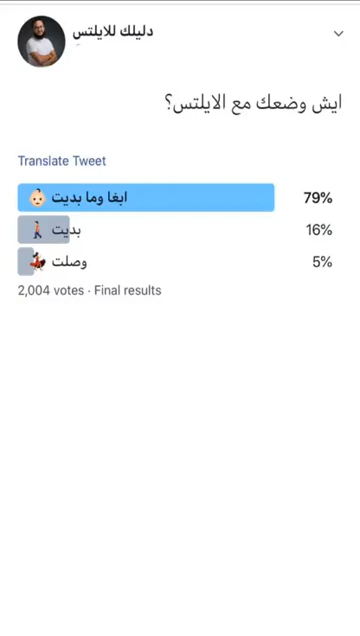 دليلك للايلتس
ايش وضعك مع الايلتس؟
Translate Tweet
ابغا وما بديت 👶🏻 79%
بديت 🚶🏻 16%
وصلت 💃🏻 5%
2,004 votes · Final results